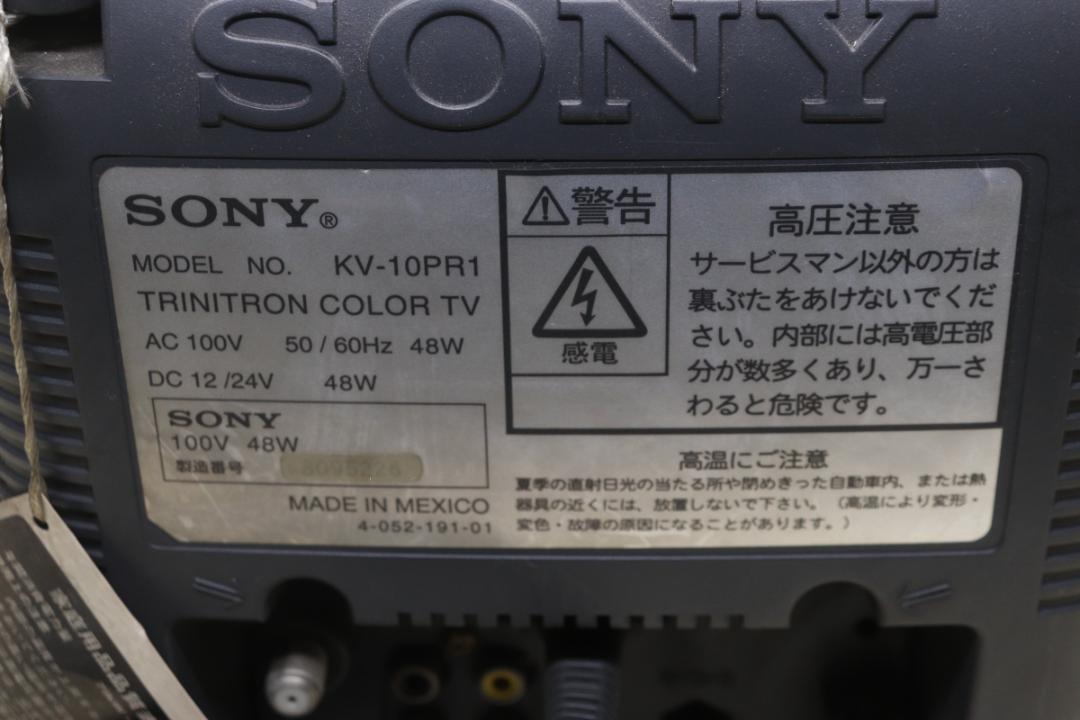 SONY
SONY®
MODEL NO. KV-10PR1
TRINITRON COLOR TV
AC 100V 50 / 60Hz 48W
DC 12 /24V 48W
SONY
100V 48W
製造番号
MADE IN MEXICO
4-052-191-01
警告
感電
高圧注意
サービスマン以外の方は
裏ぶたをあけないでくだ
さい。内部には高電圧部
分が数多くあり、万一さ
わると危険です。
高温にご注意
夏季の直射日光の当たる所や閉めきった自動車内、または熱
器具の近くには、放置しないで下さい。（高温により変形・
変色・故障の原因になることがあります。）